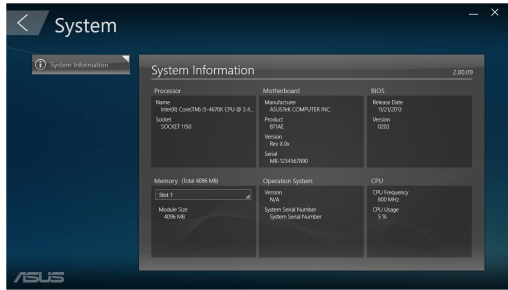 System
System Information
System Information
2.00.09
Processor
Name
Intel(R) Core(TM) i5-4670K CPU @ 3.4...
Socket
SOCKET 1150
Motherboard
Manufacturer
ASUSTeK COMPUTER INC.
Product
BT1AE
Version
Rev X.0x
Serial
MB-1234567890
BIOS
Release Date
11/21/2013
Version
0203
Memory (Total 4096 MB)
Slot 1
Module Size
4096 MB
Operation System
Version
N/A
System Serial Number
System Serial Number
CPU
CPU Frequency
800 MHz
CPU Usage
5 %
ASUS